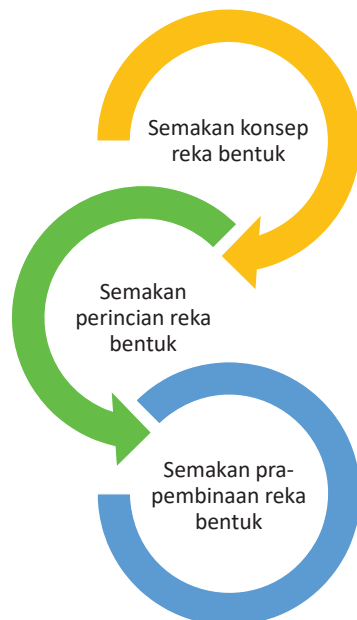 Semakan konsep
reka bentuk
Semakan
perincian reka
bentuk
Semakan pra-
pembinaan reka
bentuk